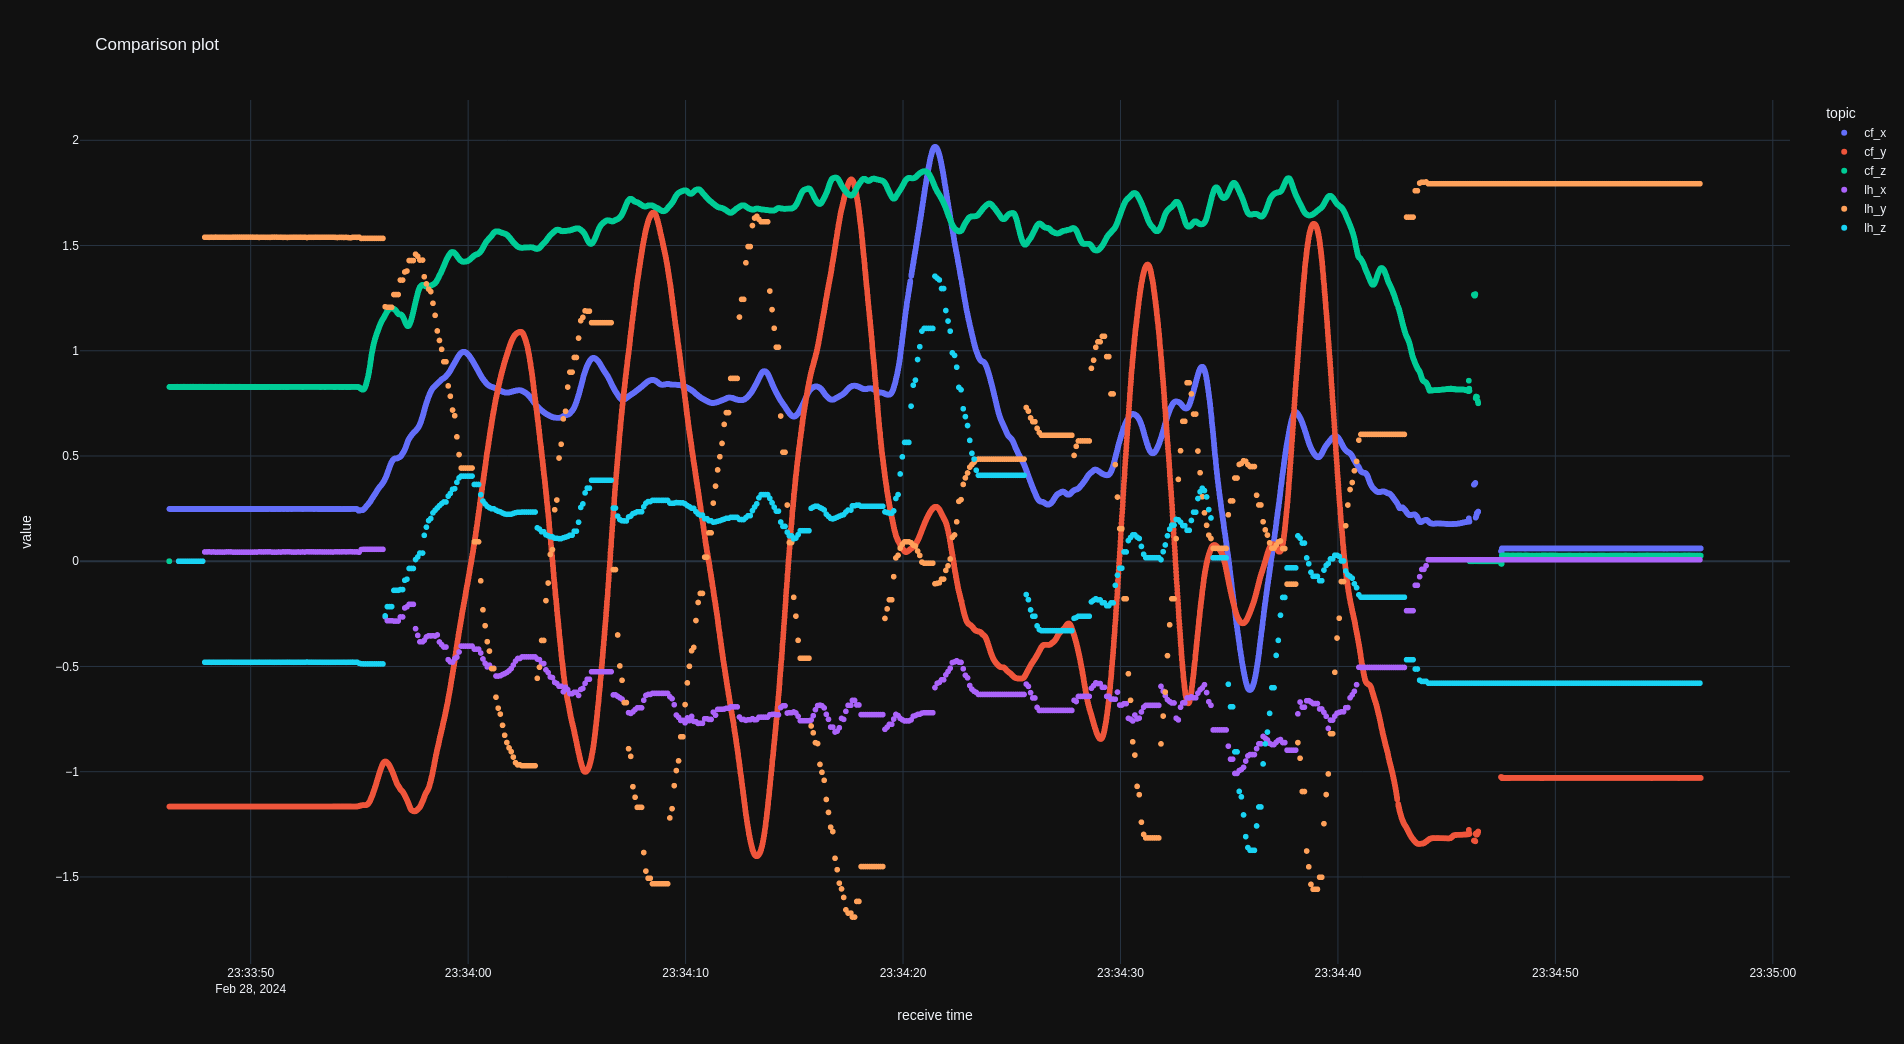 Comparison plot
topic
cf_x
cf_y
cf_z
lh_x
lh_y
lh_z
value
2
1.5
1
0.5
0
−0.5
−1
−1.5
23:33:50
Feb 28, 2024
23:34:00
23:34:10
23:34:20
23:34:30
23:34:40
23:34:50
23:35:00
receive time